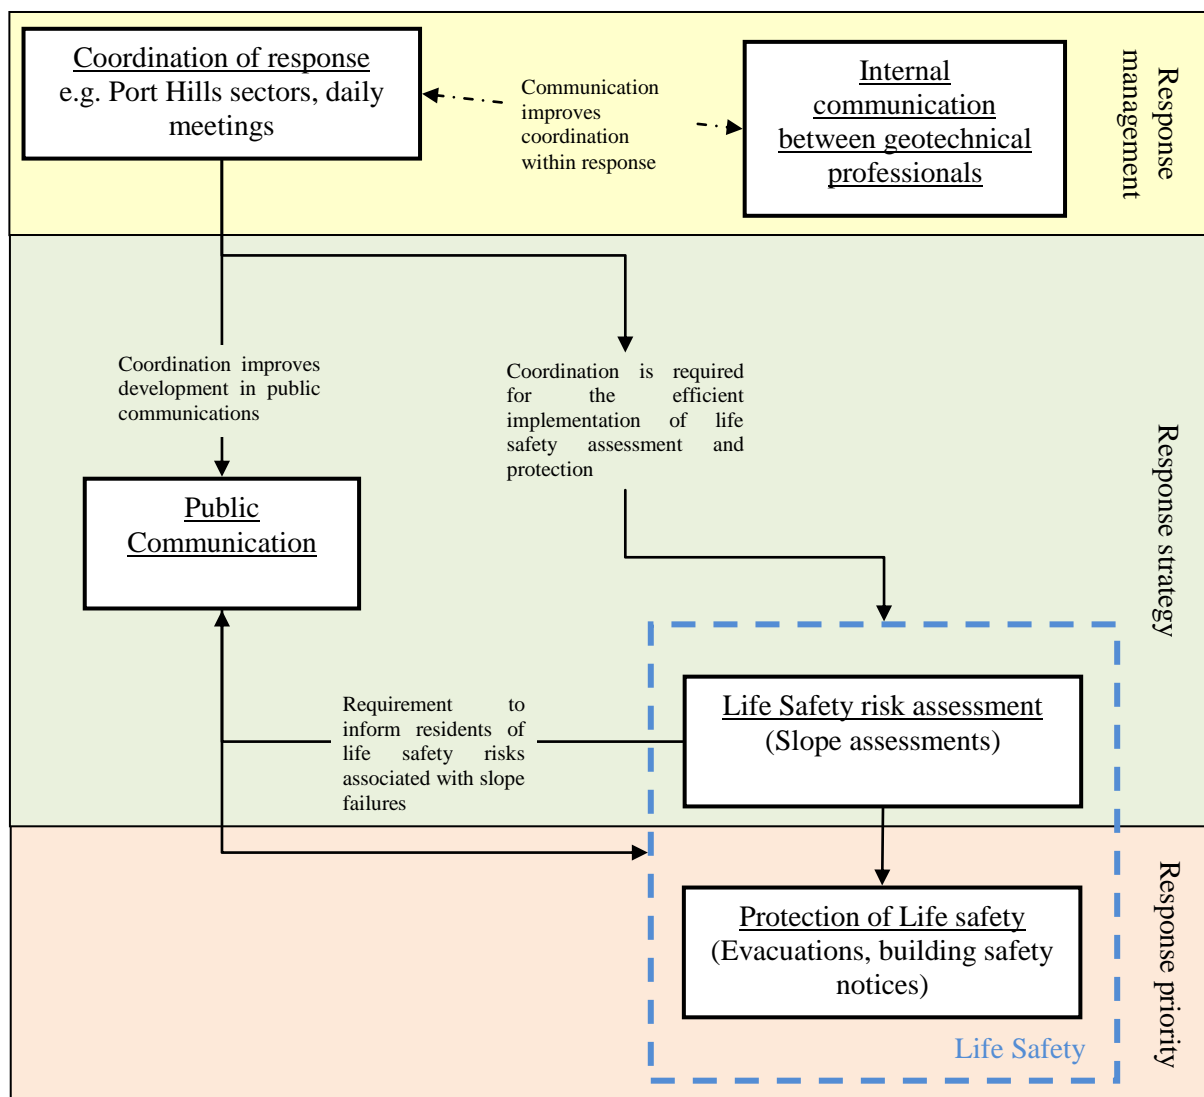 Coordination of response
e.g. Port Hills sectors, daily
meetings
Communication
improves
coordination
within response
Internal
communication
between geotechnical
professionals
Response
management
Coordination improves
development in public
communications
Coordination is required
for the efficient
implementation of life
safety assessment and
protection
Public
Communication
Response strategy
Requirement to
inform residents of
life safety risks
associated with slope
failures
Life Safety risk assessment
(Slope assessments)
Protection of Life safety
(Evacuations, building safety
notices)
Life Safety
Response priority